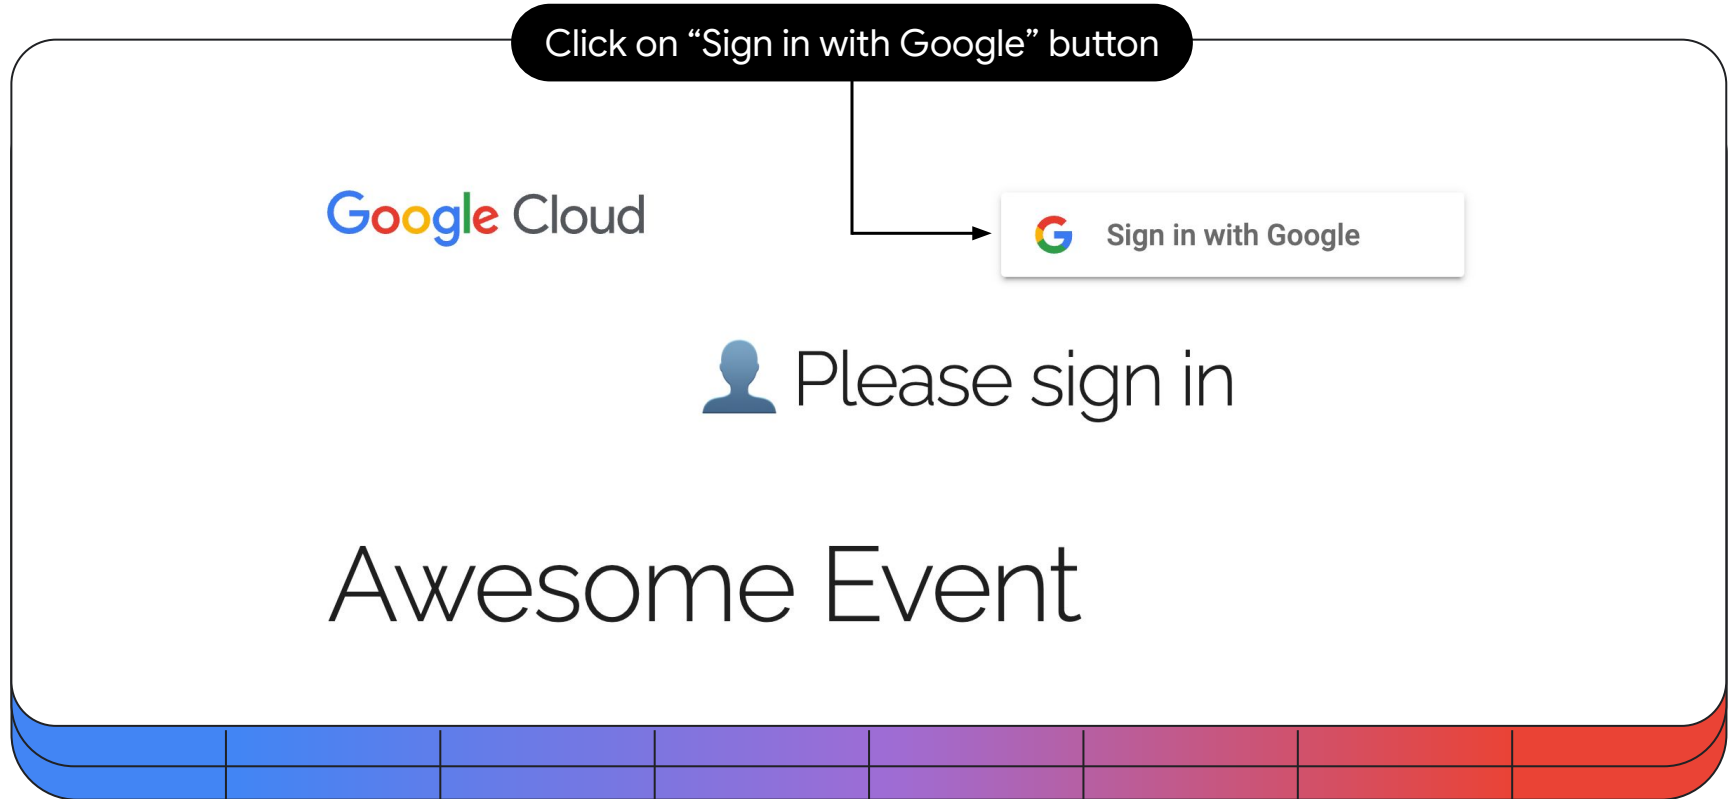 Click on “Sign in with Google” button
Google Cloud
Sign in with Google
Please sign in
Awesome Event